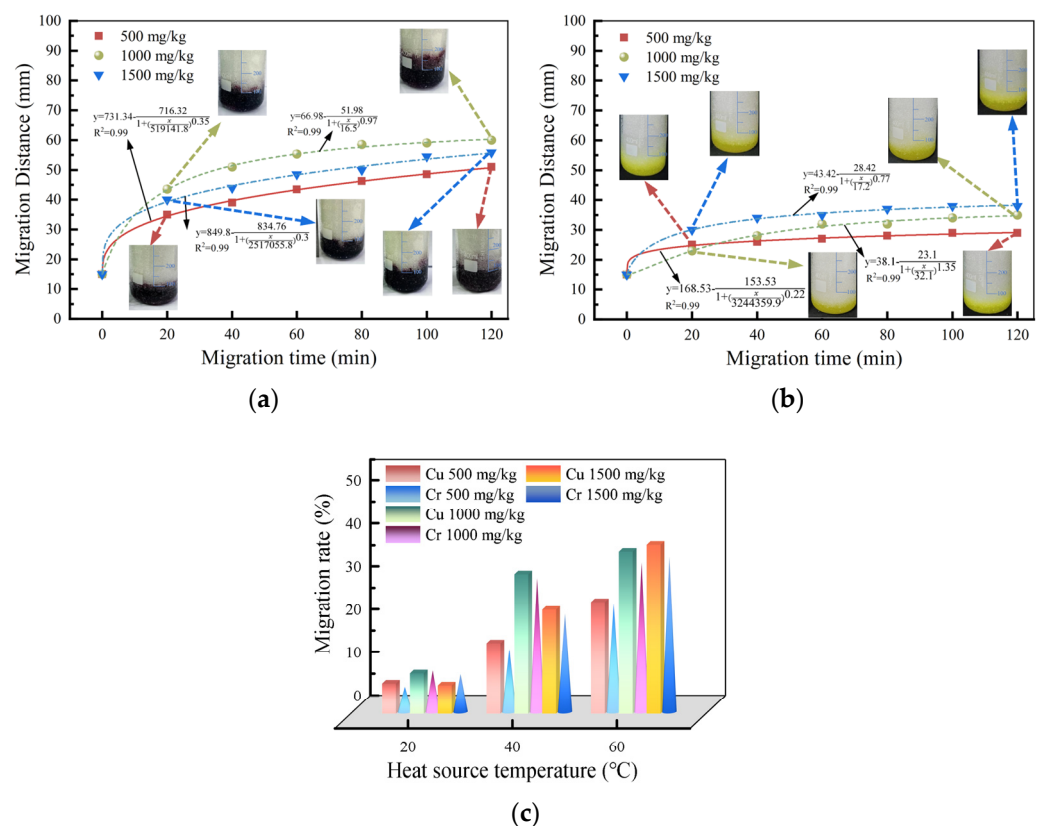 (a)
Migration Distance (mm)
100
90
80
70
60
50
40
30
20
10
0
500 mg/kg
1000 mg/kg
1500 mg/kg
y=731.34-716.32/1+(x/519141.8)0.35
R²=0.99
y=66.98-51.98/1+(x/16.5)0.97
R²=0.99
y=849.8-834.76/1+(x/2517055.8)0.3
R²=0.99
0 20 40 60 80 100 120
Migration time (min)
(a)
(b)
Migration Distance (mm)
100
90
80
70
60
50
40
30
20
10
0
500 mg/kg
1000 mg/kg
1500 mg/kg
y=43.42-28.42/1+(x/17.2)0.77
R²=0.99
y=168.53-153.53/1+(x/3244359.9)0.22
R²=0.99
y=38.1-23.1/1+(x/32.1)1.35
R²=0.99
0 20 40 60 80 100 120
Migration time (min)
(b)
Migration rate (%)
50
40
30
20
10
0
Cu 500 mg/kg
Cr 500 mg/kg
Cu 1000 mg/kg
Cr 1000 mg/kg
Cu 1500 mg/kg
Cr 1500 mg/kg
20 40 60
Heat source temperature (℃)
(c)